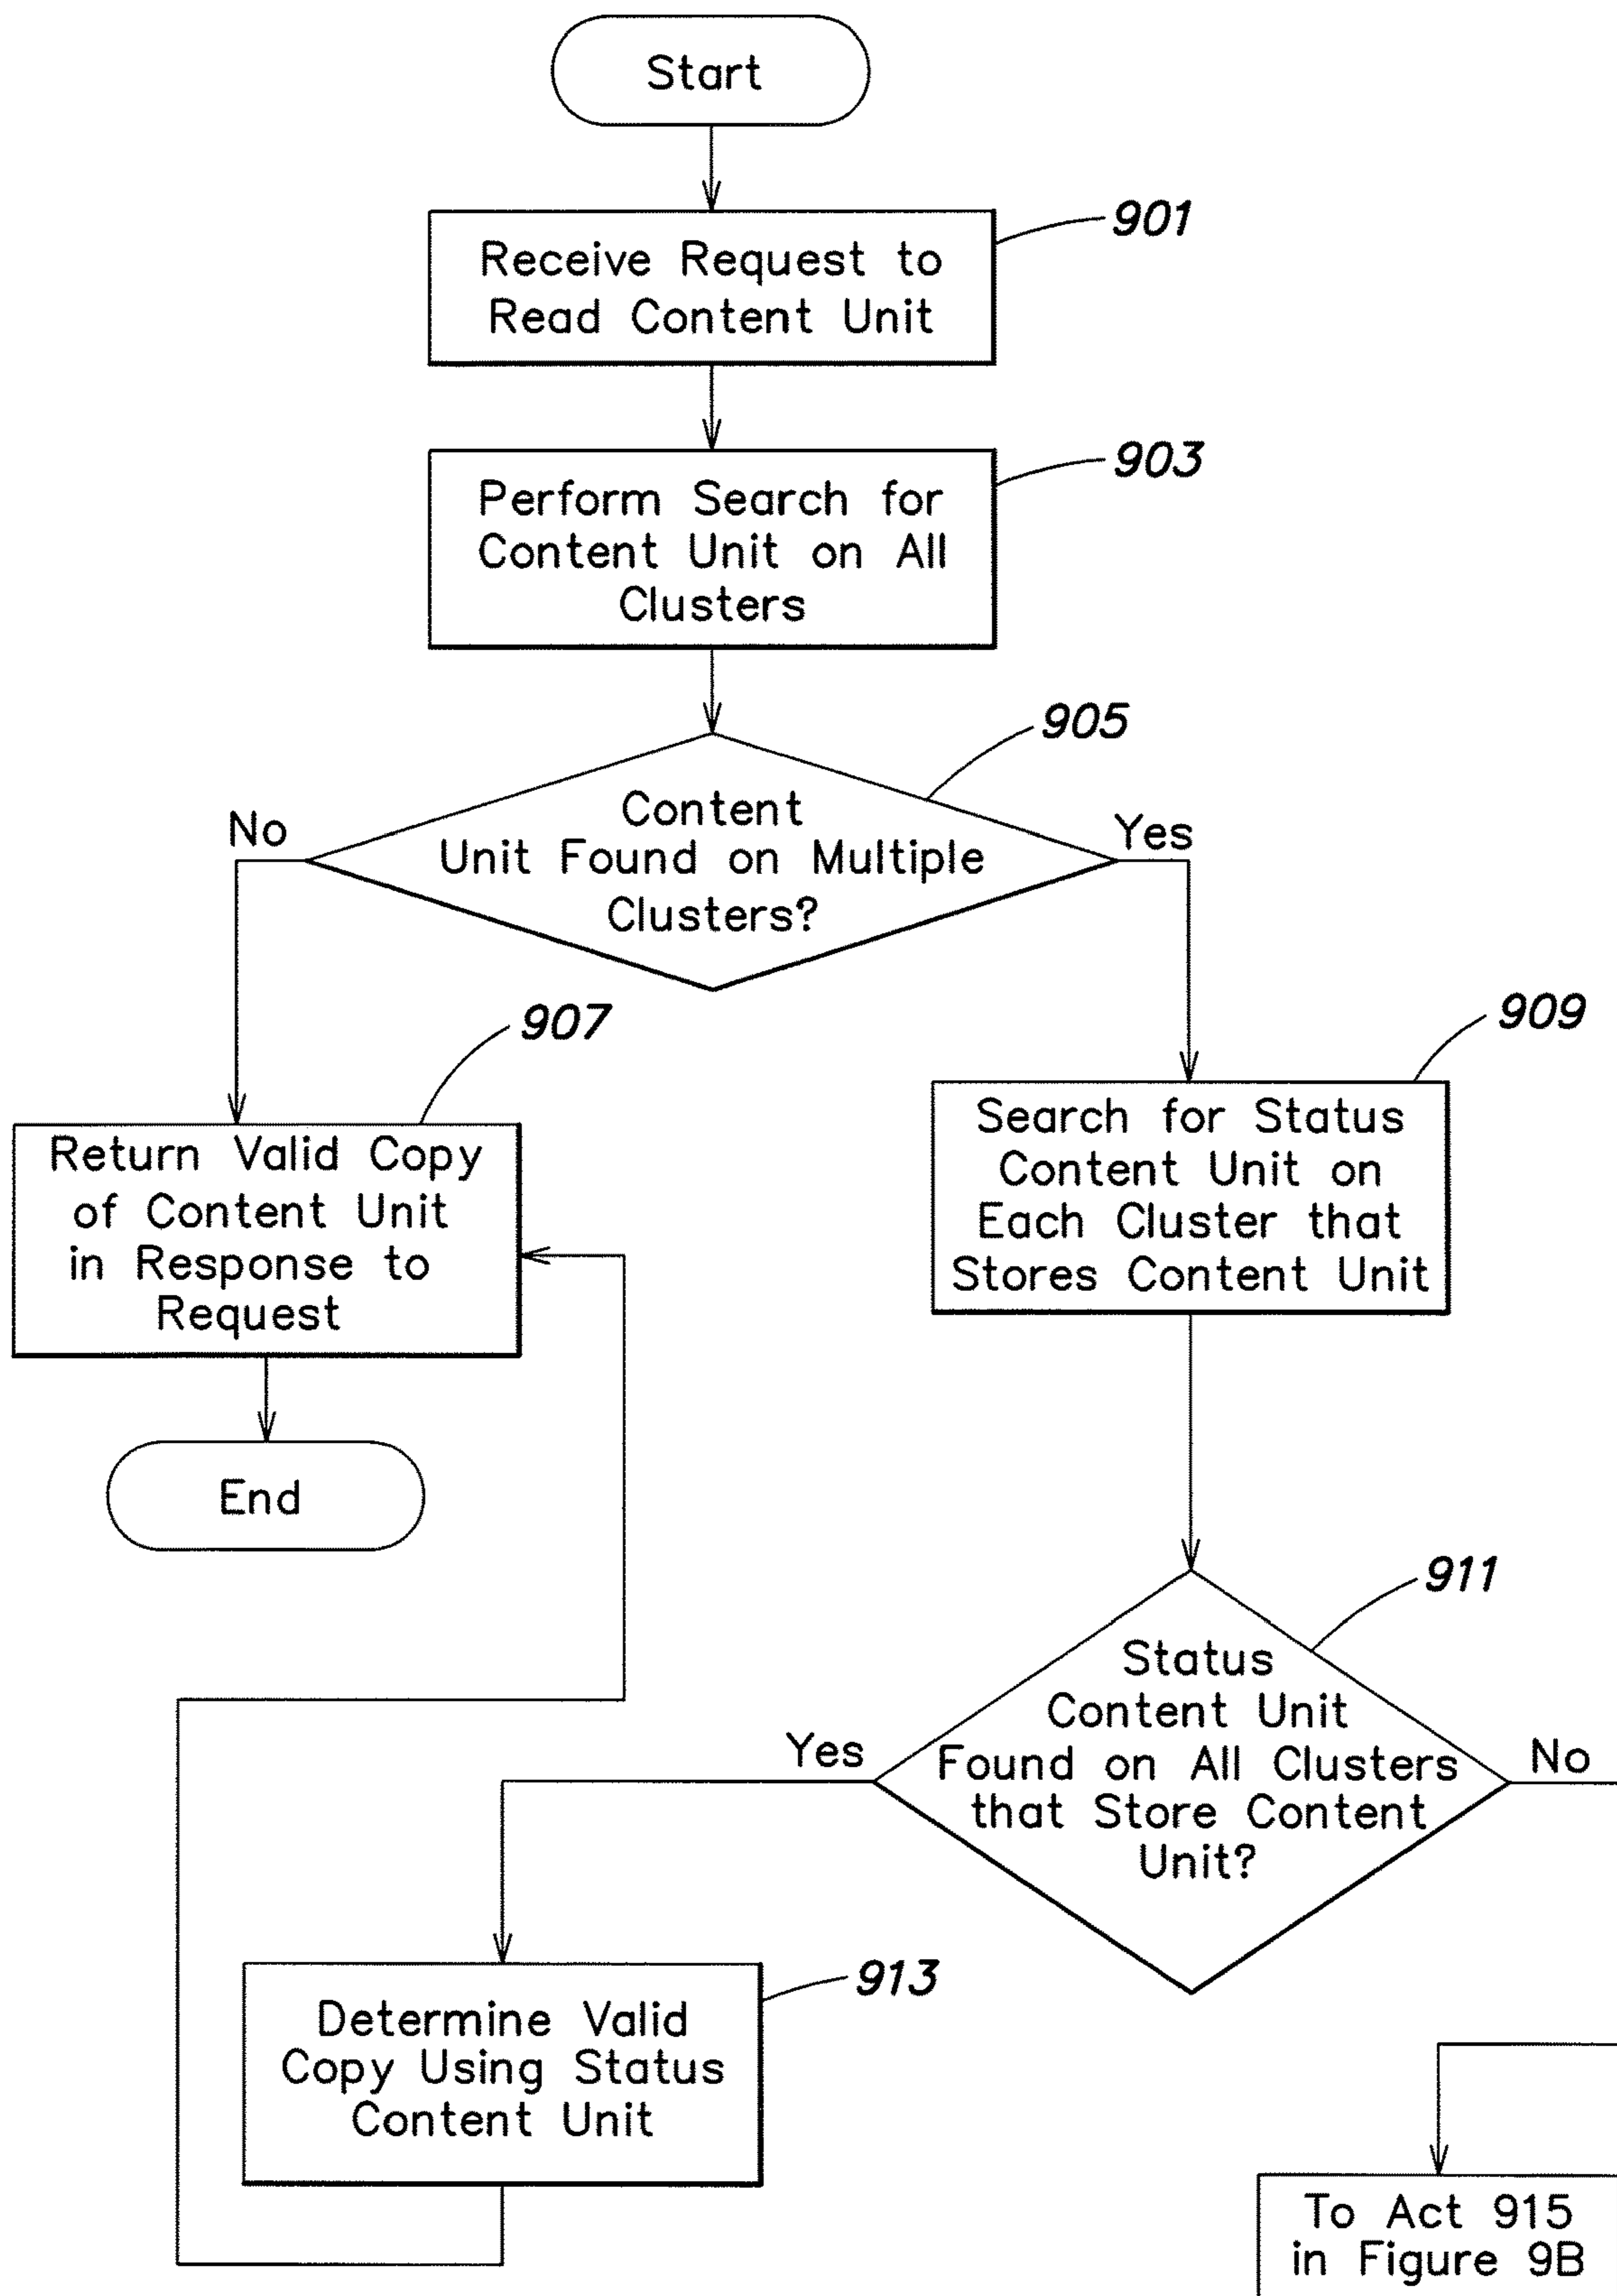 Start
901
Receive Request to
Read Content Unit
903
Perform Search for
Content Unit on All
Clusters
905
No
Yes
Content
Unit Found on Multiple
Clusters?
907
909
Return Valid Copy
of Content Unit
in Response to
Request
Search for Status
Content Unit on
Each Cluster that
Stores Content Unit
End
911
Status
Content Unit
Found on All Clusters
that Store Content
Unit?
Yes
No
913
Determine Valid
Copy Using Status
Content Unit
To Act 915
in Figure 9B